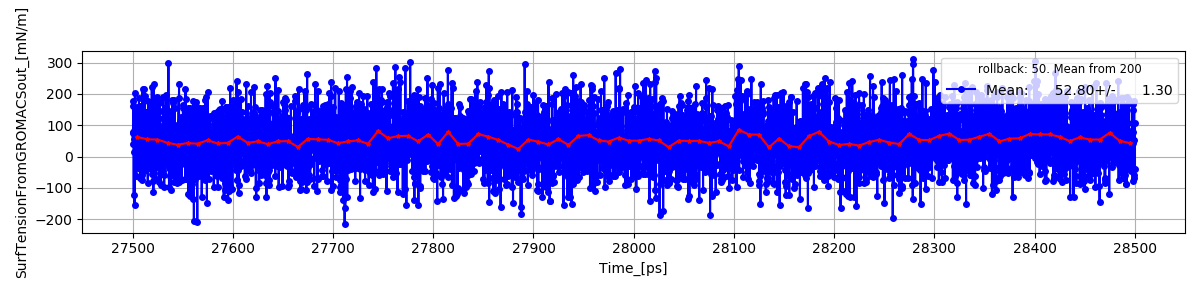 SurfTensionFromGROMACSout_[mN/m]
300
200
100
0
−100
−200
rollback: 50. Mean from 200
Mean: 52.80+/- 1.30
27500 27600 27700 27800 27900 28000 28100 28200 28300 28400 28500
Time_[ps]